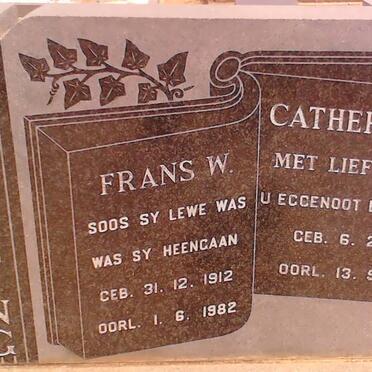 FRANS W.
SOOS SY LEWE WAS
WAS SY HEENGAAN
GEB. 31. 12. 1912
OORL. 1. 6. 1982
CATHER
MET LIEF
U EGGENOOT
GEB. 6. 2
OORL. 13.